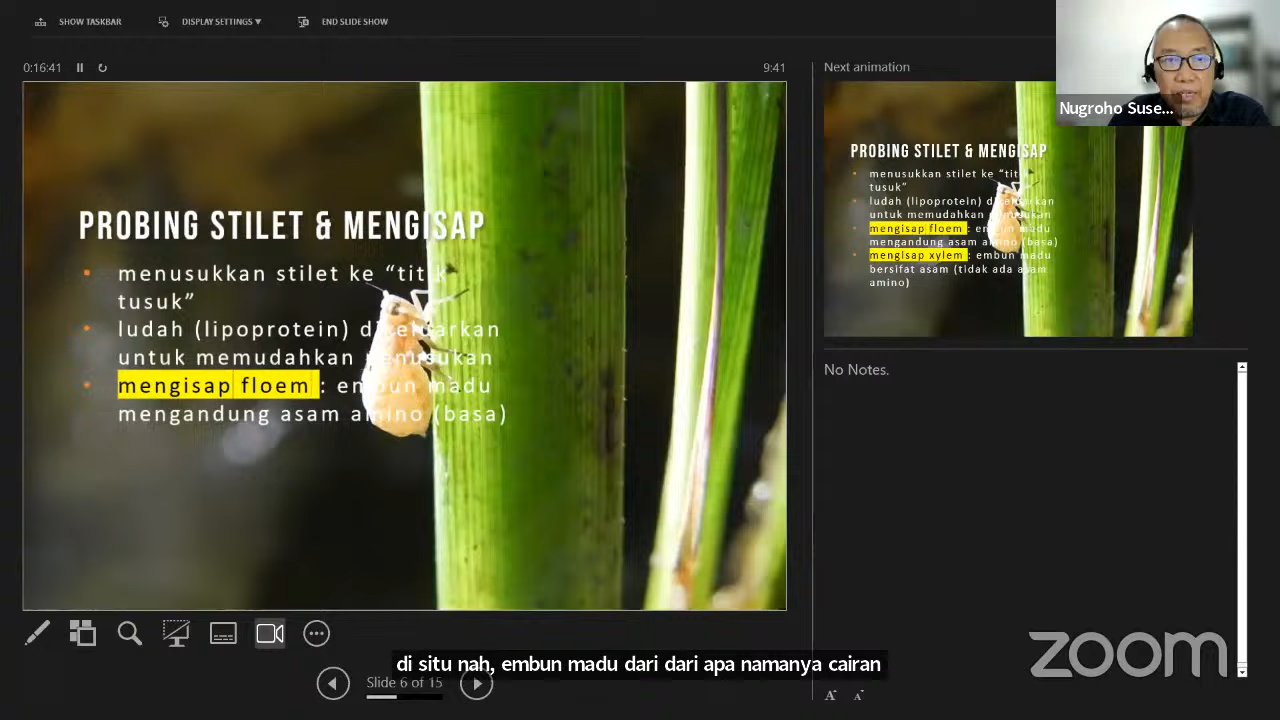 SHOW TASKBAR
DISPLAY SETTINGS
END SLIDE SHOW
0:16:41
9:41
PROBING STILET & MENGISAP
menusukkan stilet ke “titik
tusuk”
ludah (lipoprotein) dikeluarkan
untuk memudahkan menusukan
mengisap floem : embun madu
mengandung asam amino (basa)
Next animation
PROBING STILET & MENGISAP
menusukkan stilet ke “titik
tusuk”
ludah (lipoprotein) dikeluarkan
untuk memudahkan menusukan
mengisap floem : embun madu
mengandung asam amino (basa)
mengisap xylem : embun madu
bersifat asam (tidak ada asam
amino)
Nugroho Suse...
No Notes.
di situ nah, embun madu dari dari apa namanya cairan
Slide 6 of 15
A A
zoom